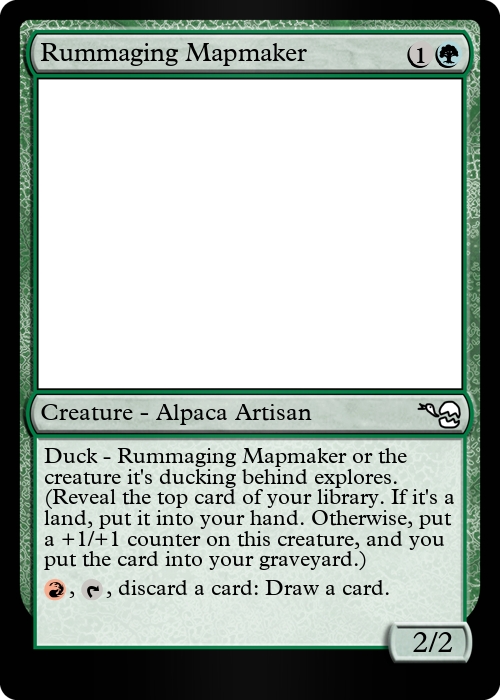 Rummaging Mapmaker 1
Creature - Alpaca Artisan
Duck - Rummaging Mapmaker or the
creature it's ducking behind explores.
(Reveal the top card of your library. If it's a
land, put it into your hand. Otherwise, put
a +1/+1 counter on this creature, and you
put the card into your graveyard.)
, , discard a card: Draw a card.
2/2